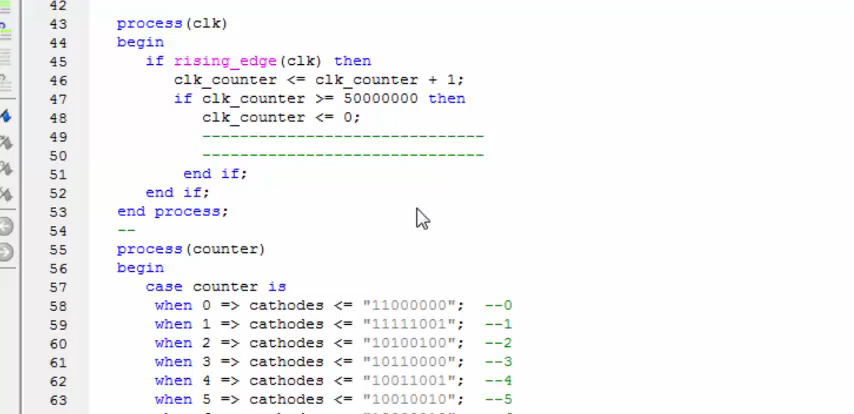 42
43 process(clk)
44 begin
45 if rising_edge(clk) then
46 clk_counter <= clk_counter + 1;
47 if clk_counter >= 50000000 then
48 clk_counter <= 0;
49 ------------------------------
50 ------------------------------
51 end if;
52 end if;
53 end process;
54 --
55 process(counter)
56 begin
57 case counter is
58 when 0 => cathodes <= "11000000"; --0
59 when 1 => cathodes <= "11111001"; --1
60 when 2 => cathodes <= "10100100"; --2
61 when 3 => cathodes <= "10110000"; --3
62 when 4 => cathodes <= "10011001"; --4
63 when 5 => cathodes <= "10010010"; --5